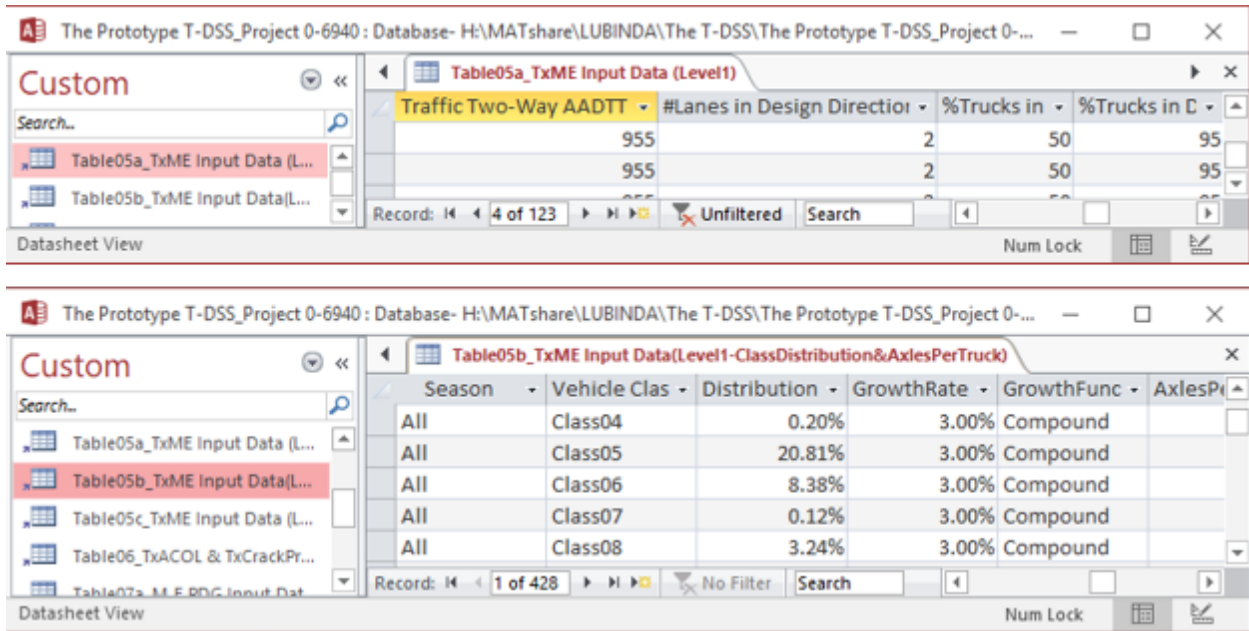 The Prototype T-DSS_Project 0-6940 : Database- H:\MATshare\LUBINDA\The T-DSS\The Prototype T-DSS_Project 0-...
Custom
Search...
Table05a_TxME Input Data (L...
Table05b_TxME Input Data(L...
Table05a_TxME Input Data (Level1)
Traffic Two-Way AADTT #Lanes in Design Direction %Trucks in %Trucks in D
955 2 50 95
955 2 50 95
Record: 4 of 123 Unfiltered Search
Datasheet View Num Lock
The Prototype T-DSS_Project 0-6940 : Database- H:\MATshare\LUBINDA\The T-DSS\The Prototype T-DSS_Project 0-...
Custom
Search...
Table05a_TxME Input Data (L...
Table05b_TxME Input Data(L...
Table05c_TxME Input Data (L...
Table06_TxACOL & TxCrackPr...
Table07a_M-E PDG Input Dat
Table05b_TxME Input Data(Level1-ClassDistribution&AxlesPerTruck)
Season Vehicle Clas Distribution GrowthRate GrowthFunc AxlesPe
All Class04 0.20% 3.00% Compound
All Class05 20.81% 3.00% Compound
All Class06 8.38% 3.00% Compound
All Class07 0.12% 3.00% Compound
All Class08 3.24% 3.00% Compound
Record: 1 of 428 No Filter Search
Datasheet View Num Lock